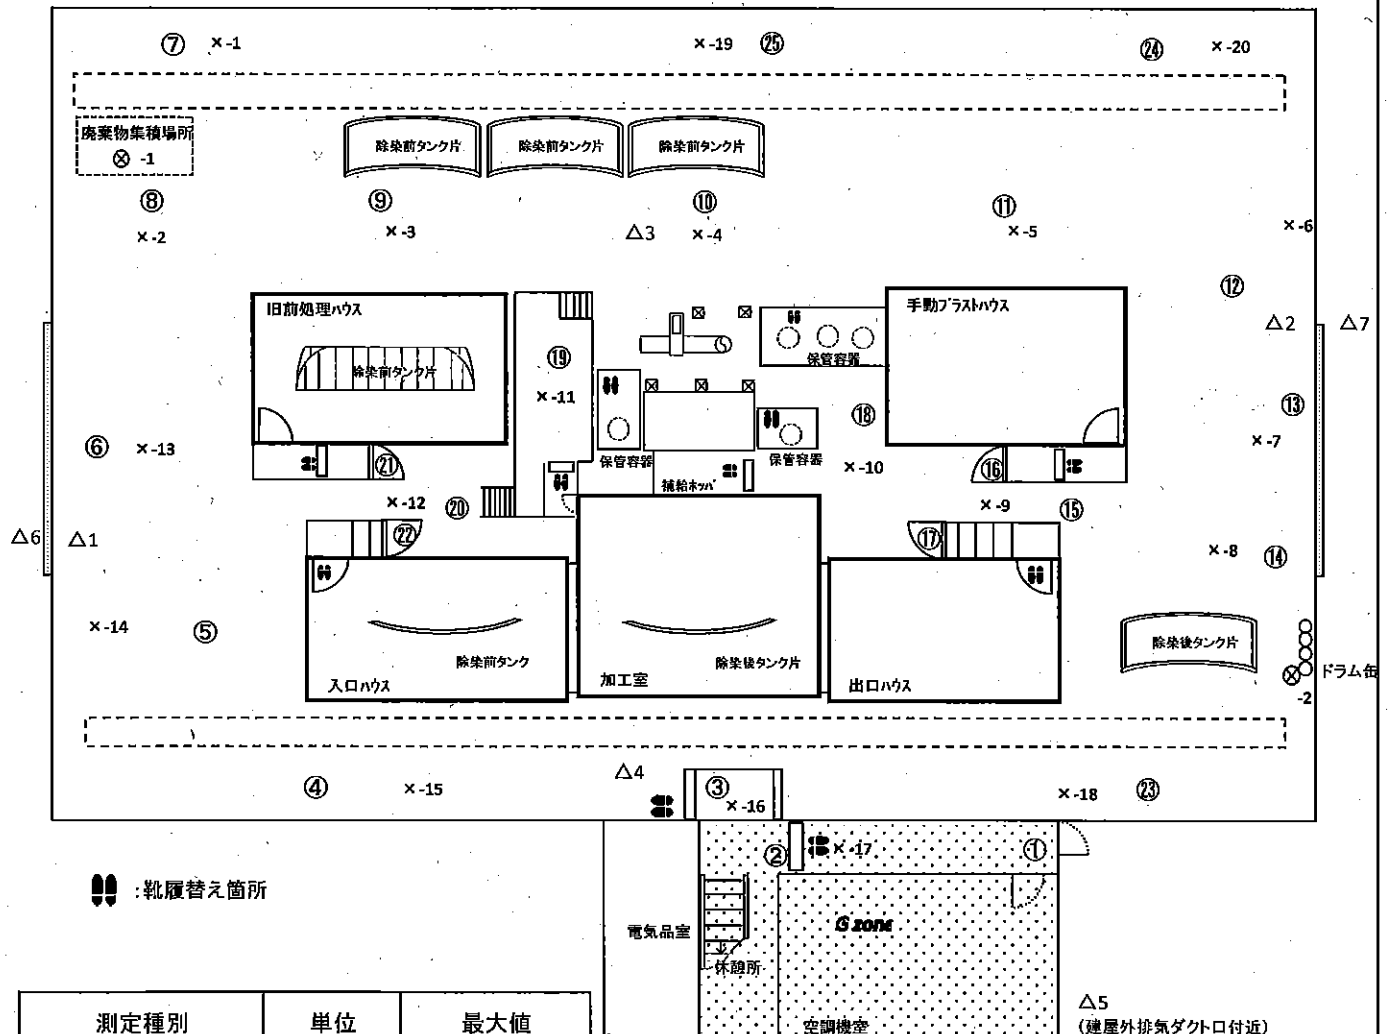 ⑦ ×-1 ×-19 ㉕ ㉔ ×-20
廃棄物集積場所
⊗ -1
除染前タンク片 除染前タンク片 除染前タンク片
⑧ ⑨ ⑩ ⑪
×-2 ×-3 △3 ×-4 ×-5 ×-6
⑫
旧前処理ハウス
手動ブラストハウス
△2 △7
保管容器
除染前タンク片
⑲
×-11
⑱ ⑬
×-7
⑥ ×-13
㉑
保管容器
保管容器
×-10
⑯
補給ホッパ
×-12 ⑳ ×-9 ⑮
△6 △1
㉒ ⑰
×-8 ⑭
×-14 ⑤
除染前タンク
入口ハウス
除染後タンク片
加工室
出口ハウス
除染後タンク片
ドラム缶
⊗ -2
④ ×-15 △4 ③ ×-16 ×-18 ㉓
② ×-17 ①
:靴履替え箇所
電気品室
G zone
休憩所
空調機室
△5
(建屋外排気ダクト口付近)
測定種別 単位 最大値